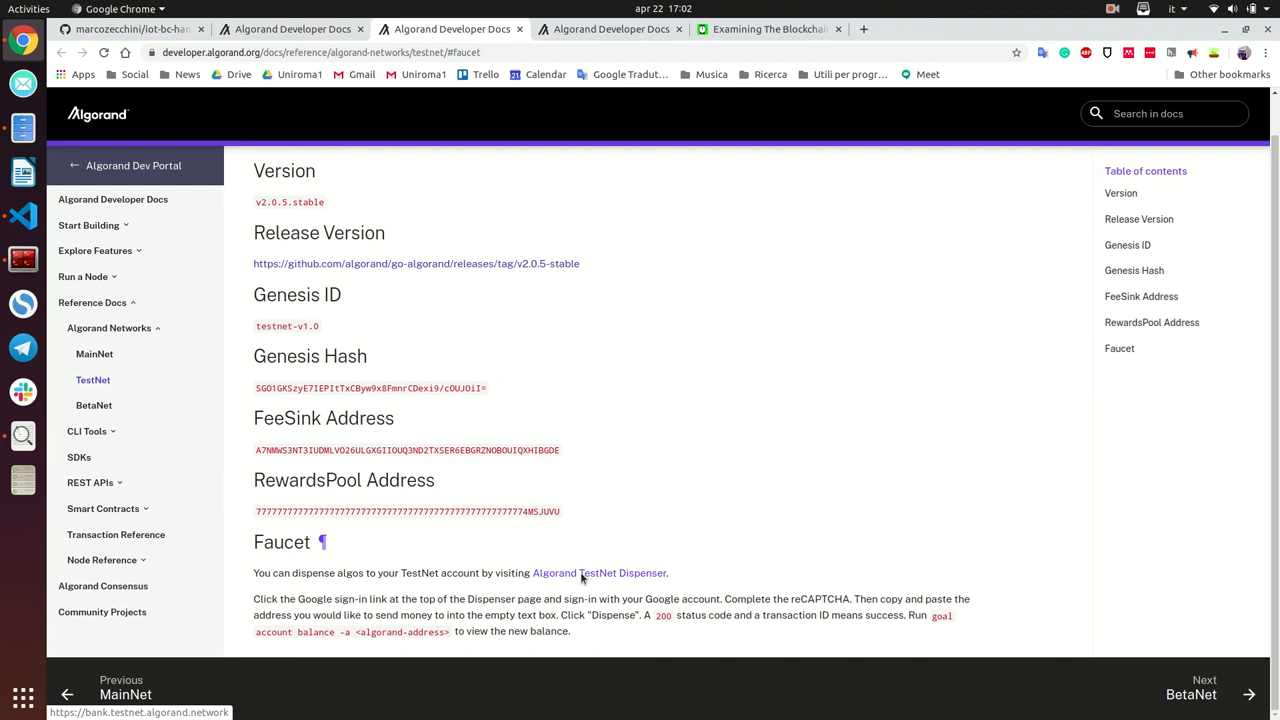 Activities
Google Chrome
apr 22 17:02
it
marcozecchini/iot-bc-han
Algorand Developer Docs
Algorand Developer Docs
Algorand Developer Docs
Examining The Blockchain
developer.algorand.org/docs/reference/algorand-networks/testnet/#faucet
Apps
Social
News
Drive
Uniroma1
Gmail
Uniroma1
Trello
Calendar
Google Tradut...
Musica
Ricerca
Utili per progr...
Meet
Other bookmarks
Algorand
Search in docs
← Algorand Dev Portal
Algorand Developer Docs
Start Building
Explore Features
Run a Node
Reference Docs
Algorand Networks
MainNet
TestNet
BetaNet
CLI Tools
SDKs
REST APIs
Smart Contracts
Transaction Reference
Node Reference
Algorand Consensus
Community Projects
Version
v2.0.5.stable
Release Version
https://github.com/algorand/go-algorand/releases/tag/v2.0.5-stable
Genesis ID
testnet-v1.0
Genesis Hash
SGO1GKSzyE7IEPItTxCByw9x8FmnrCDexi9/cOUJOiI=
FeeSink Address
A7NMWS3NT3IUDMLVO26ULGXGIIOUQ3ND2TXSER6EBGRZNOBOUIQXHIBGDE
RewardsPool Address
7777777777777777777777777777777777777777777777777774MSJUVU
Faucet ¶
You can dispense algos to your TestNet account by visiting Algorand TestNet Dispenser.
Click the Google sign-in link at the top of the Dispenser page and sign-in with your Google account. Complete the reCAPTCHA. Then copy and paste the
address you would like to send money to into the empty text box. Click "Dispense". A 200 status code and a transaction ID means success. Run goal
account balance -a <algorand-address> to view the new balance.
Table of contents
Version
Release Version
Genesis ID
Genesis Hash
FeeSink Address
RewardsPool Address
Faucet
Previous
MainNet
Next
BetaNet
https://bank.testnet.algorand.network